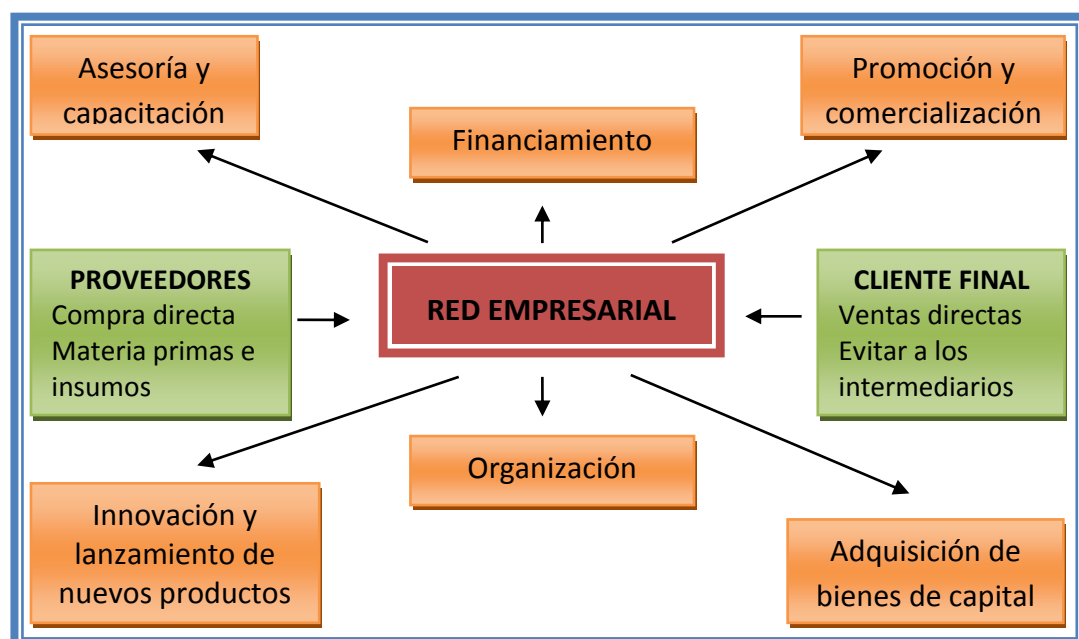 Asesoría y
capacitación
Financiamiento
Promoción y
comercialización
PROVEEDORES
Compra directa
Materia primas e
insumos
RED EMPRESARIAL
CLIENTE FINAL
Ventas directas
Evitar a los
intermediarios
Innovación y
lanzamiento de
nuevos productos
Organización
Adquisición de
bienes de capital